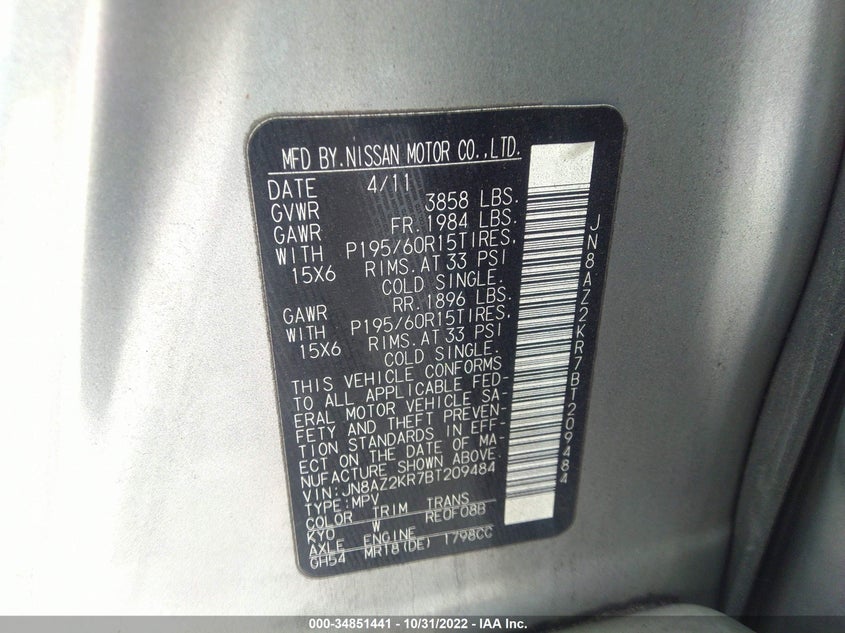 MFD BY.NISSAN MOTOR CO.,LTD.
DATE 4/11
GVWR 3858 LBS.
GAWR FR. 1984 LBS.
WITH P195/60R15TIRES.
15X6 RIMS. AT 33 PSI
COLD SINGLE.
GAWR RR. 1896 LBS.
WITH P195/60R15TIRES.
15X6 RIMS. AT 33 PSI
COLD SINGLE.
THIS VEHICLE CONFORMS
TO ALL APPLICABLE FED-
ERAL MOTOR VEHICLE SA-
FETY AND THEFT PREVEN-
TION STANDARDS IN EFF-
ECT ON THE DATE OF MA-
NUFACTURE SHOWN ABOVE.
VIN:JN8AZ2KR7BT209484
TYPE:MPV
COLOR TRIM TRANS
KY0 W RE0F08B
AXLE ENGINE
GH54 MRT8(DE) 1798CC
JN8AZ2KR7BT209484
000-34851441 - 10/31/2022 - IAA Inc.